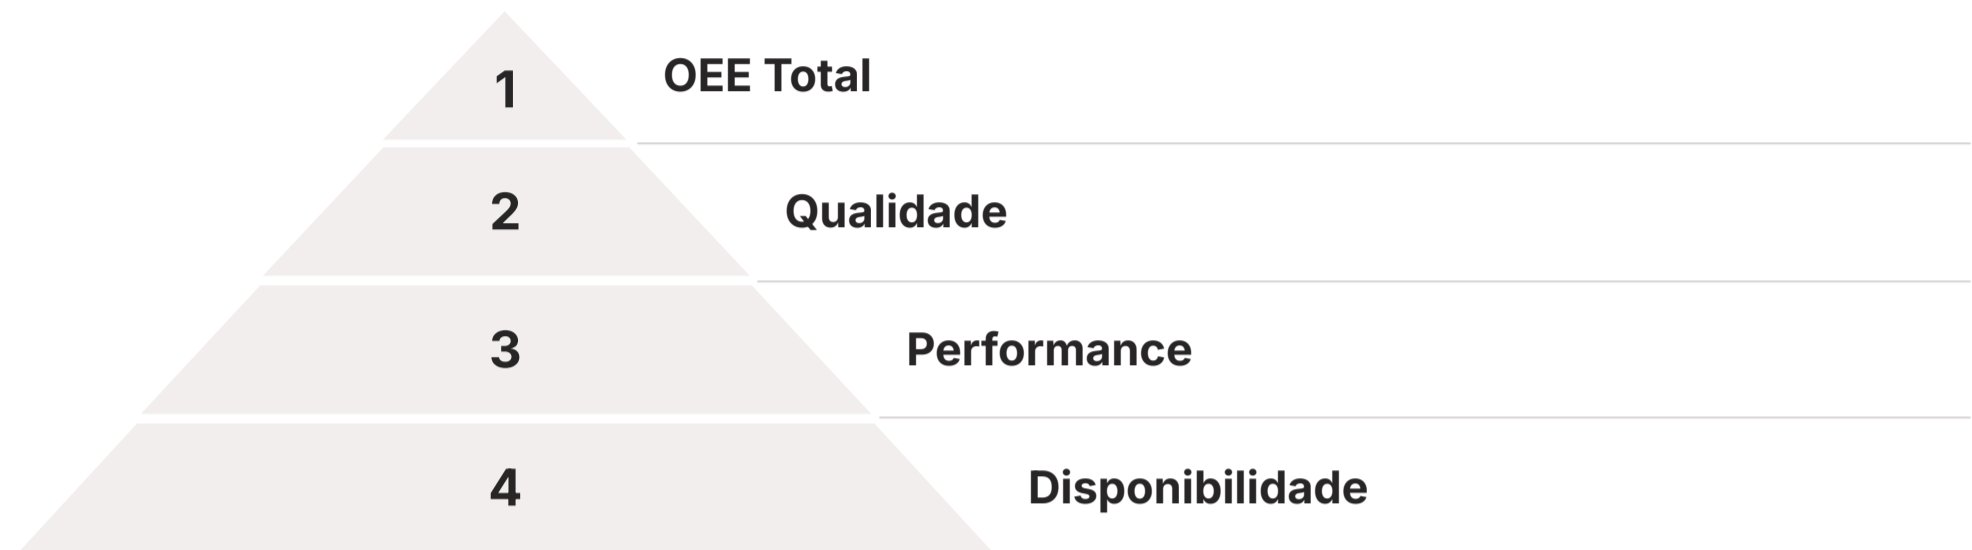 1 OEE Total
2 Qualidade
3 Performance
4 Disponibilidade